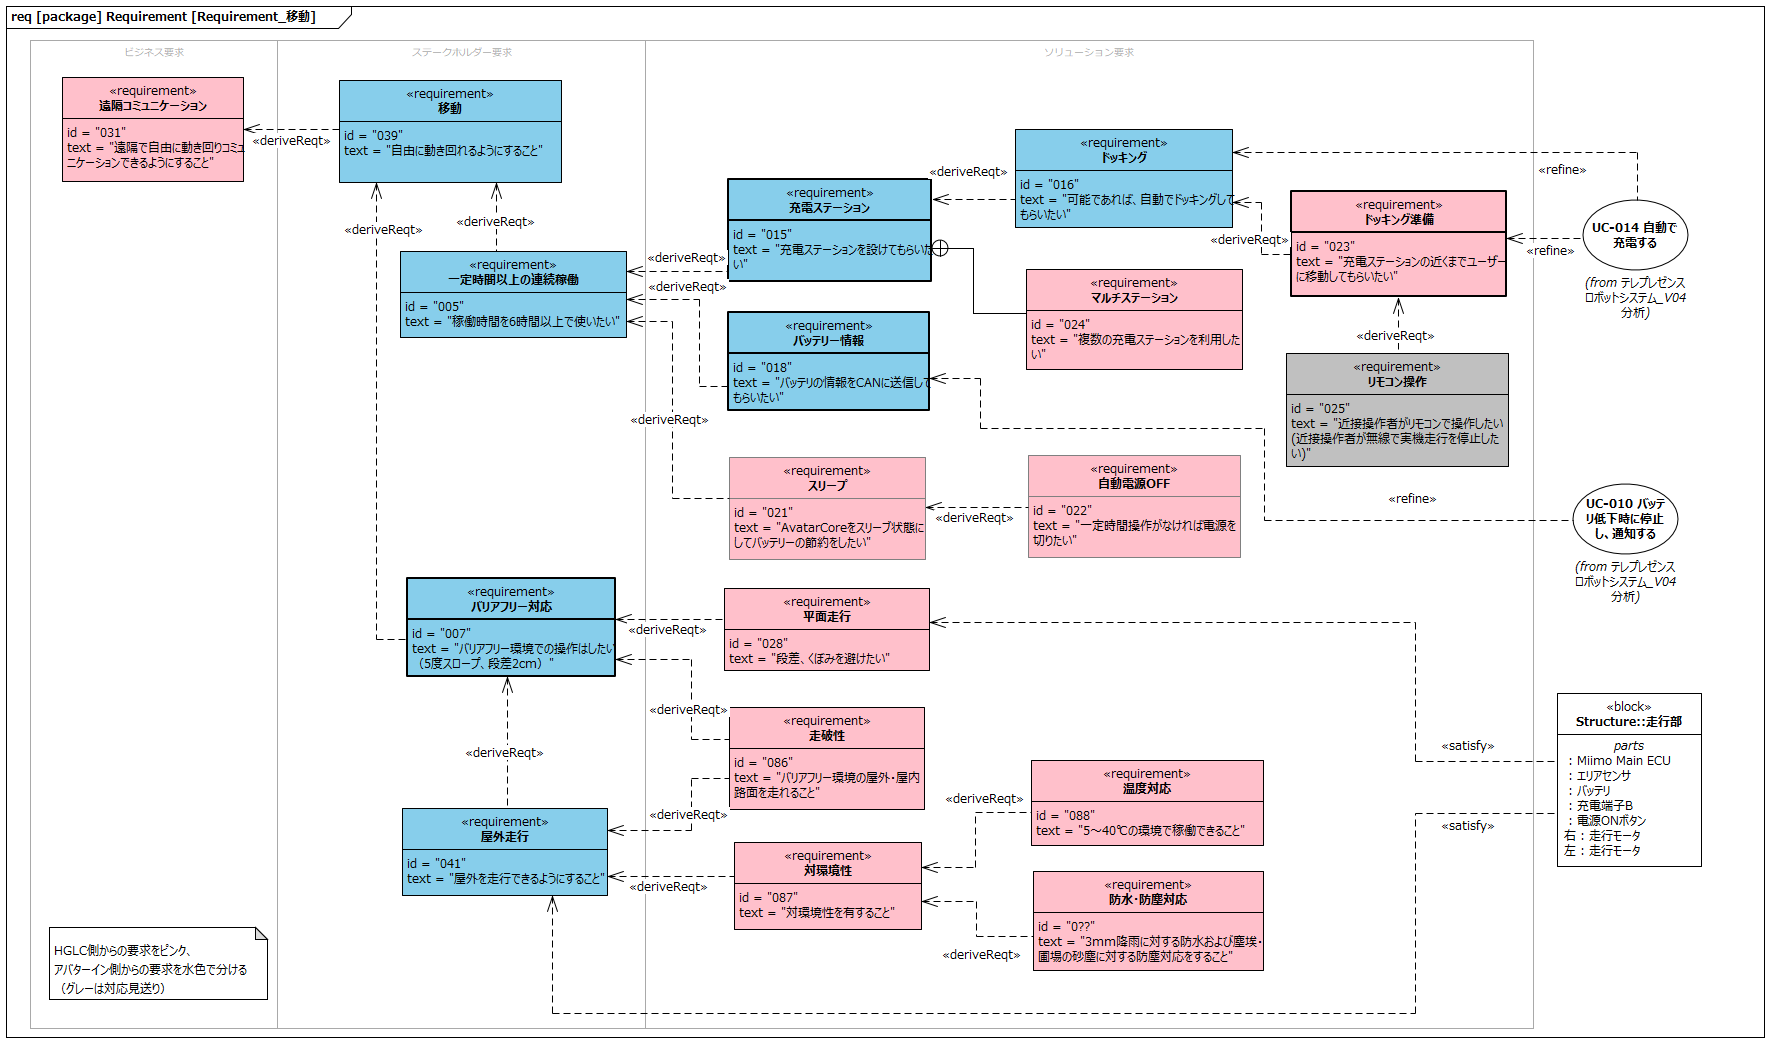 req [package] Requirement [Requirement_移動]
ビジネス要求
ステークホルダー要求
ソリューション要求
«requirement»
遠隔コミュニケーション
id = "031"
text = "遠隔で自由に動き回りコミュ
ニケーションできるようにすること"
«deriveReqt»
«requirement»
移動
id = "039"
text = "自由に動き回れるようにすること"
«deriveReqt»
«deriveReqt»
«requirement»
一定時間以上の連続稼働
id = "005"
text = "稼働時間を6時間以上で使いたい"
«deriveReqt»
«deriveReqt»
«deriveReqt»
«requirement»
充電ステーション
id = "015"
text = "充電ステーションを設けてもらいた
い"
«deriveReqt»
«requirement»
ドッキング
id = "016"
text = "可能であれば、自動でドッキングして
もらいたい"
«deriveReqt»
«refine»
«requirement»
ドッキング準備
id = "023"
text = "充電ステーションの近くまでユーザー
に移動してもらいたい"
«refine»
UC-014 自動で
充電する
(from テレプレゼンス
ロボットシステム_V04
分析)
«requirement»
マルチステーション
id = "024"
text = "複数の充電ステーションを利用した
い"
«deriveReqt»
«requirement»
リモコン操作
id = "025"
text = "近接操作者がリモコンで操作したい
(近接操作者が無線で実機走行を停止した
い)"
«requirement»
バッテリー情報
id = "018"
text = "バッテリの情報をCANに送信して
もらいたい"
«refine»
UC-010 バッテ
リ低下時に停止
し、通知する
(from テレプレゼンス
ロボットシステム_V04
分析)
«requirement»
スリープ
id = "021"
text = "AvatarCoreをスリープ状態に
してバッテリーの節約をしたい"
«deriveReqt»
«requirement»
自動電源OFF
id = "022"
text = "一定時間操作がなければ電源を
切りたい"
«requirement»
バリアフリー対応
id = "007"
text = "バリアフリー環境での操作はしたい
（5度スロープ、段差2cm）"
«deriveReqt»
«requirement»
平面走行
id = "028"
text = "段差、くぼみを避けたい"
«deriveReqt»
«requirement»
走破性
id = "086"
text = "バリアフリー環境の屋外・屋内
路面を走れること"
«deriveReqt»
«deriveReqt»
«requirement»
屋外走行
id = "041"
text = "屋外を走行できるようにすること"
«deriveReqt»
«requirement»
対環境性
id = "087"
text = "対環境性を有すること"
«deriveReqt»
«requirement»
温度対応
id = "088"
text = "5～40℃の環境で稼働できること"
«deriveReqt»
«requirement»
防水・防塵対応
id = "0??"
text = "3mm降雨に対する防水および塵埃・
圃場の砂塵に対する防塵対応をすること"
«satisfy»
«satisfy»
«block»
Structure::走行部
parts
: Miimo Main ECU
: エリアセンサ
: バッテリ
: 充電端子B
: 電源ONボタン
右 : 走行モータ
左 : 走行モータ
HGLC側からの要求をピンク、
アバターイン側からの要求を水色で分ける
（グレーは対応見送り）